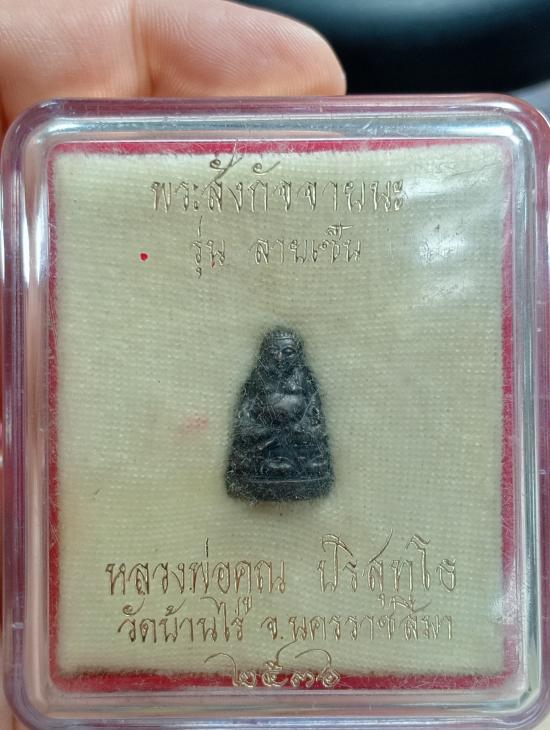 พระสังกัจจายนะ
รุ่น ลายเซ็น
หลวงพ่อคูณ ปริสุทฺโธ
วัดบ้านไร่ จ.นครราชสีมา
๒๕๓๖